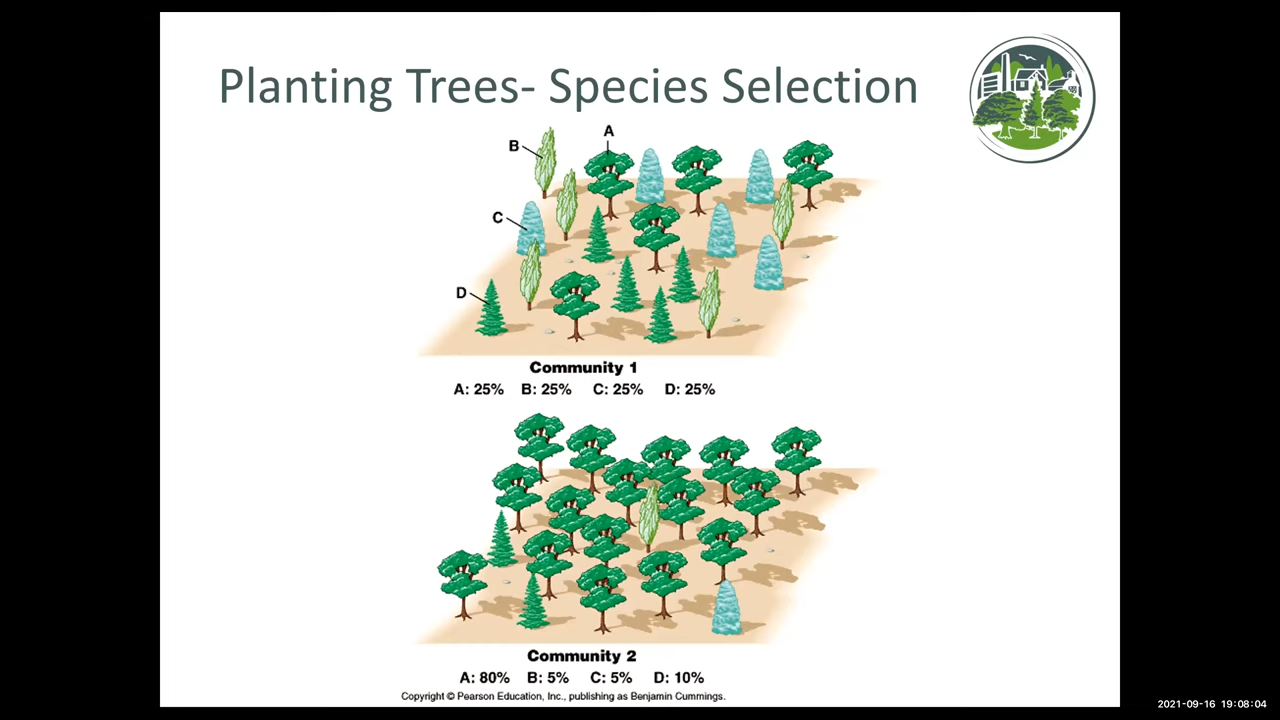 Planting Trees- Species Selection
A
B
C
D
Community 1
A: 25% B: 25% C: 25% D: 25%
Community 2
A: 80% B: 5% C: 5% D: 10%
Copyright © Pearson Education, Inc., publishing as Benjamin Cummings.
2021-09-16 19:08:04